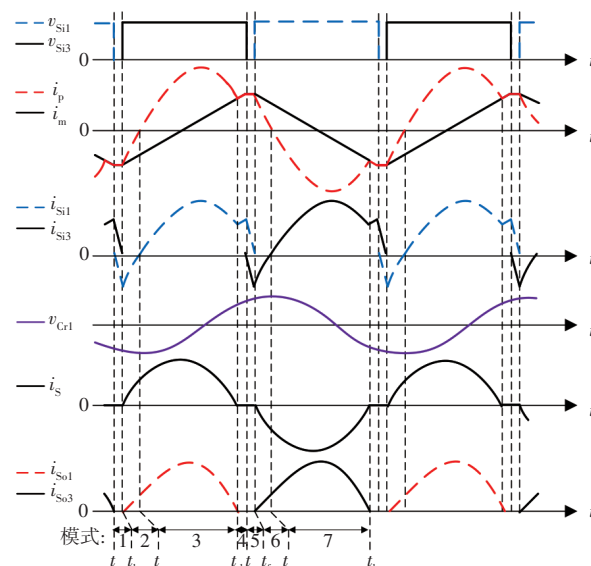 v_Si1
v_Si3
0
t
i_p
i_m
0
i_Si1
i_Si3
0
v_Cr1
i_S
0
i_So1
i_So3
0
模式: 1 2 3 4 5 6 7